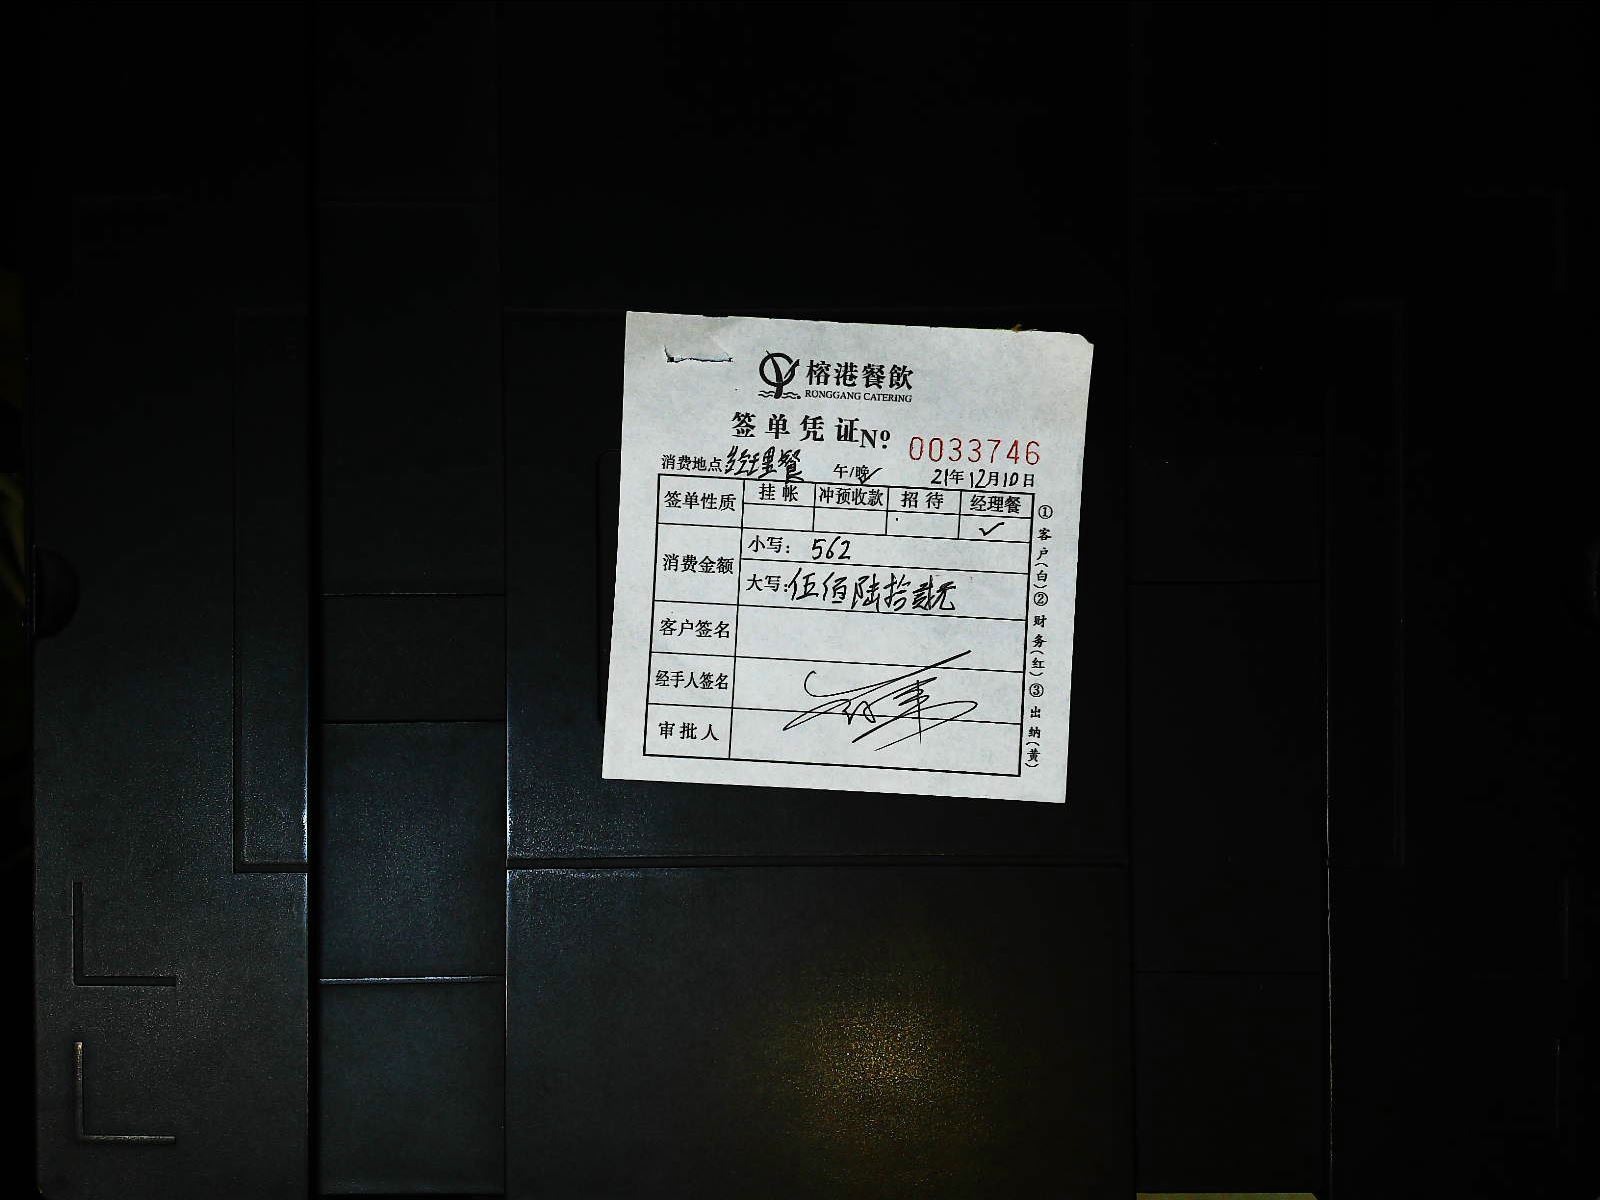 榕港餐飲
RONGGANG CATERING
签单凭证 Nº 0033746
消费地点 经理餐 午/晚✓ 21年12月10日
签单性质 挂帐 冲预收款 招待 经理餐
✓
消费金额 小写: 562
大写: 伍佰陆拾贰元
客户签名
经手人签名
审批人
①客户(白)②财务(红)③出纳(黄)